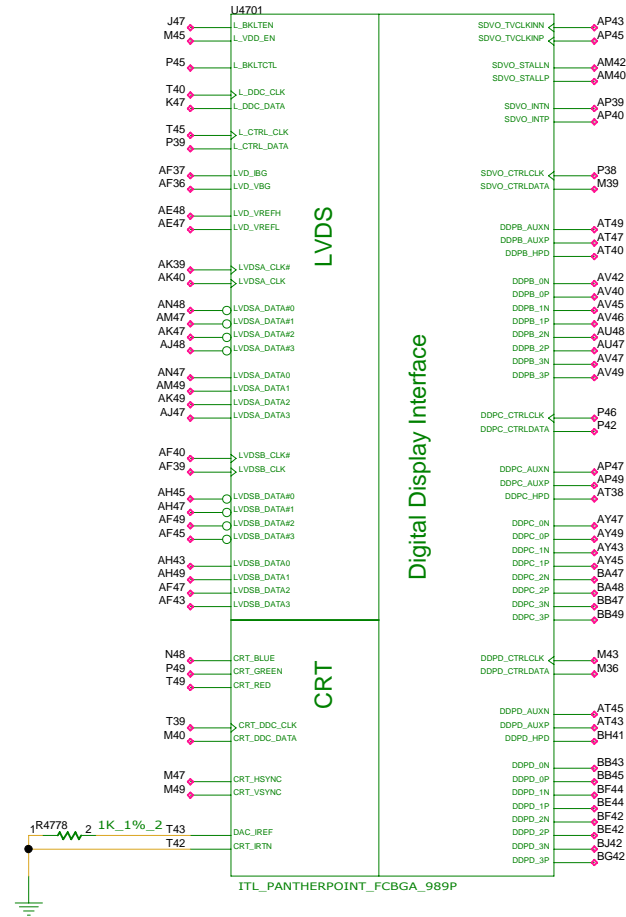 U4701
J47 L_BKLTEN
M45 L_VDD_EN
P45 L_BKLTCTL
T40 L_DDC_CLK
K47 L_DDC_DATA
T45 L_CTRL_CLK
P39 L_CTRL_DATA
AF37 LVD_IBG
AF36 LVD_VBG
AE48 LVD_VREFH
AE47 LVD_VREFL
AK39 LVDSA_CLK#
AK40 LVDSA_CLK
AN48 LVDSA_DATA#0
AM47 LVDSA_DATA#1
AK47 LVDSA_DATA#2
AJ48 LVDSA_DATA#3
AN47 LVDSA_DATA0
AM49 LVDSA_DATA1
AK49 LVDSA_DATA2
AJ47 LVDSA_DATA3
AF40 LVDSB_CLK#
AF39 LVDSB_CLK
AH45 LVDSB_DATA#0
AH47 LVDSB_DATA#1
AF49 LVDSB_DATA#2
AF45 LVDSB_DATA#3
AH43 LVDSB_DATA0
AH49 LVDSB_DATA1
AF47 LVDSB_DATA2
AF43 LVDSB_DATA3
LVDS
N48 CRT_BLUE
P49 CRT_GREEN
T49 CRT_RED
T39 CRT_DDC_CLK
M40 CRT_DDC_DATA
M47 CRT_HSYNC
M49 CRT_VSYNC
1 R4778 2 1K_1%_2 T43 DAC_IREF
T42 CRT_IRTN
CRT
Digital Display Interface
SDVO_TVCLKINN AP43
SDVO_TVCLKINP AP45
SDVO_STALLN AM42
SDVO_STALLP AM40
SDVO_INTN AP39
SDVO_INTP AP40
SDVO_CTRLCLK P38
SDVO_CTRLDATA M39
DDPB_AUXN AT49
DDPB_AUXP AT47
DDPB_HPD AT40
DDPB_0N AV42
DDPB_0P AV40
DDPB_1N AV45
DDPB_1P AV46
DDPB_2N AU48
DDPB_2P AU47
DDPB_3N AV47
DDPB_3P AV49
DDPC_CTRLCLK P46
DDPC_CTRLDATA P42
DDPC_AUXN AP47
DDPC_AUXP AP49
DDPC_HPD AT38
DDPC_0N AY47
DDPC_0P AY49
DDPC_1N AY43
DDPC_1P AY45
DDPC_2N BA47
DDPC_2P BA48
DDPC_3N BB47
DDPC_3P BB49
DDPD_CTRLCLK M43
DDPD_CTRLDATA M36
DDPD_AUXN AT45
DDPD_AUXP AT43
DDPD_HPD BH41
DDPD_0N BB43
DDPD_0P BB45
DDPD_1N BF44
DDPD_1P BE44
DDPD_2N BF42
DDPD_2P BE42
DDPD_3N BJ42
DDPD_3P BG42
ITL_PANTHERPOINT_FCBGA_989P